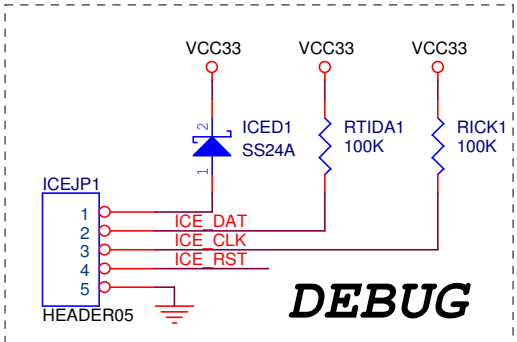 VCC33 VCC33 VCC33
2 ICED1 RTIDA1 RICK1
SS24A 100K 100K
1
ICEJP1
1
2 ICE_DAT
3 ICE_CLK
4 ICE_RST
5
HEADER05
DEBUG